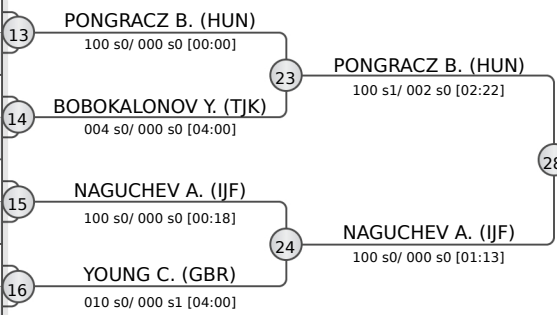 13
PONGRACZ B. (HUN)
100 s0/ 000 s0 [00:00]
23
PONGRACZ B. (HUN)
100 s1/ 002 s0 [02:22]
14
BOBOKALONOV Y. (TJK)
004 s0/ 000 s0 [04:00]
28
15
NAGUCHEV A. (IJF)
100 s0/ 000 s0 [00:18]
24
NAGUCHEV A. (IJF)
100 s0/ 000 s0 [01:13]
16
YOUNG C. (GBR)
010 s0/ 000 s1 [04:00]